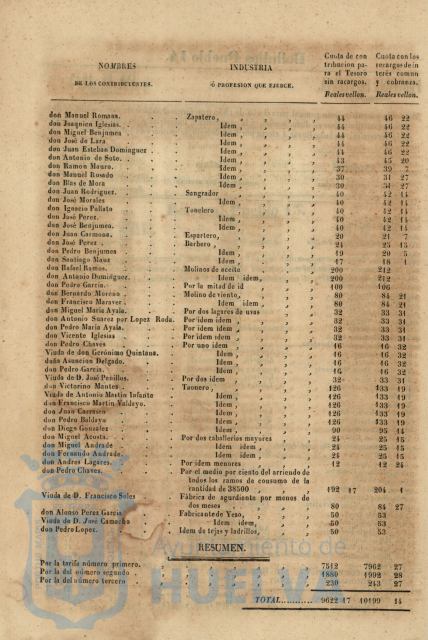 NOMBRES
DE LOS CONTRIBUYENTES.
INDUSTRIA
Ó PROFESION QUE EJERCE.
Cuota de con
tribucion pa-
ra el Tesoro
sin recargos.
Reales vellon.
Cuota con los
recargos de in
terés comun
y cobranza.
Reales vellon.
don Manuel Romana. Zapatero, 44 46 22
don Joaquien Iglesias. Idem, 44 46 22
don Miguel Benjumea Idem, 44 46 22
don José de Lara. Idem, 44 46 22
don Juan Esteban Dominguez Idem, 44 46 22
don Antonio de Soto. Idem, 43 45 20
don Ramon Mauro. Idem, 37 39
don Manuel Rosado Idem, 30 31 27
don Blas de Mora Idem, 30 31 27
don Juan Rodriguez. Sangrador 40 42 14
don José Morales Idem, 40 42 14
don Ignacio Pallato Tonelero 40 42 14
don José Perez. Idem, 40 42 14
don José Benjumea. Idem, 40 42 14
don Juan Carmona. Espartero, 20 21 7
don José Perez Berbero, 24 25 15
don Pedro Benjumea Idem, 19 20 5
don Santiago Maus Idem, 17 18 1
don Rafael Ramos. Molinos de aceite 200 212
don Antonio Dominguez. Idem idem, 200 212
don Pedro Garcia. Por la mitad de id 100 106
don Bernardo Moreno Molino de viento, 80 84 21
don Francisco Maraver. Idem idem, 80 84 21
don Miguel Maria Ayala. Por dos lagares de uvas 32 33 31
don Antonio Suarez por Lopez Roda. Por idem idem 32 33 31
don Pedro Maria Ayala. Por idem idem 32 33 31
don Vicente Iglesias Por idem idem 32 33 31
don Pedro Chaves Por uno idem 16 16 32
Viuda de don Gerónimo Quintana. Idem 16 16 32
doña Asuncion Delgado. Idem 16 16 32
don Pedro Garcia. Idem 16 16 32
Viuda de D. José Penillos. Por dos idem 32 33 31
don Victorino Montes Taonero, 126 133 19
Viuda de Antonio Martin Infante Idem, 126 133 19
don Francisco Martin Valdayo. Idem, 126 133 19
don Juan Carrasco Idem, 126 133 19
don Pedro Baldayo Idem, 126 133 19
don Diego Gonzalez Idem, 90 95 14
don Miguel Acosta. Por dos caballerias mayores 24 25 15
don Miguel Andrade Idem idem, 24 25 15
don Fernando Andrade. Idem idem, 24 25 15
don Andres Lagares. Por idem menores 12 12 24
don Pedro Chaves. Por el medio por ciento del arriendo de
todos los ramos de consumo de la
cantidad de 38500 192 17 204 1
Viuda de D. Francisco Soles Fábrica de aguardiente por menos de
dos meses 80 84 27
don Alonso Perez Garcia Fabricante de Yeso, 50 53
Viuda de D. José Camacho Idem idem, 50 53
don Pedro Lopez. Idem de tejas y ladrillos, 50 53
RESUMEN.
Por la tarifa número primero. 7512 7962 27
Por la del número segundo 1880 1992 28
Por la del número tercero 230 243 27
TOTAL 9622 17 10199 14
Ayuntamiento de
HUELVA